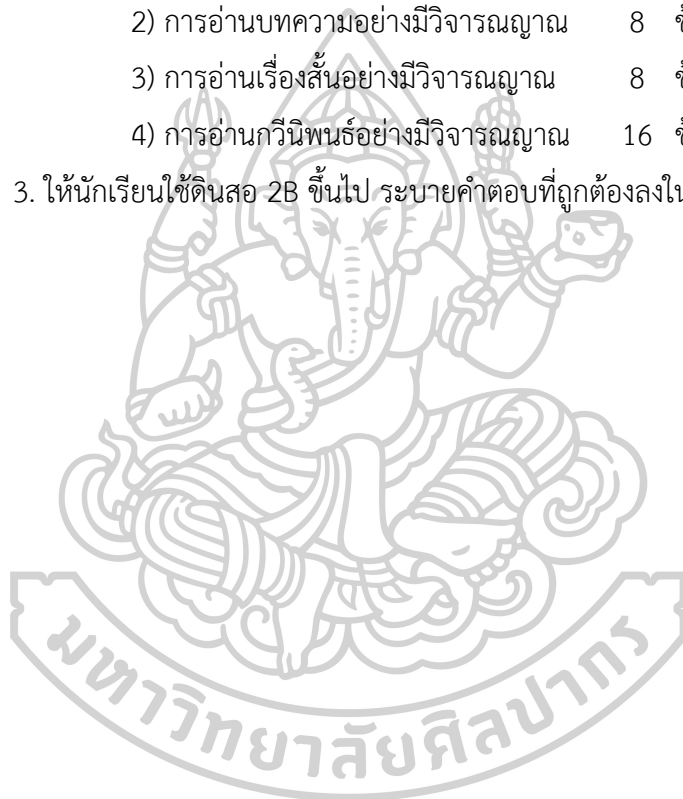 2) การอ่านบทความอย่างมีวิจารณญาณ 8
3) การอ่านเรื่องสั้นอย่างมีวิจารณญาณ 8
4) การอ่านกวีนิพนธ์อย่างมีวิจารณญาณ 16
3. ให้นักเรียนใช้ดินสอ 2B ขึ้นไป ระบายคำตอบที่ถูกต้องลงใน
มหาวิทยาลัยศิลปากร